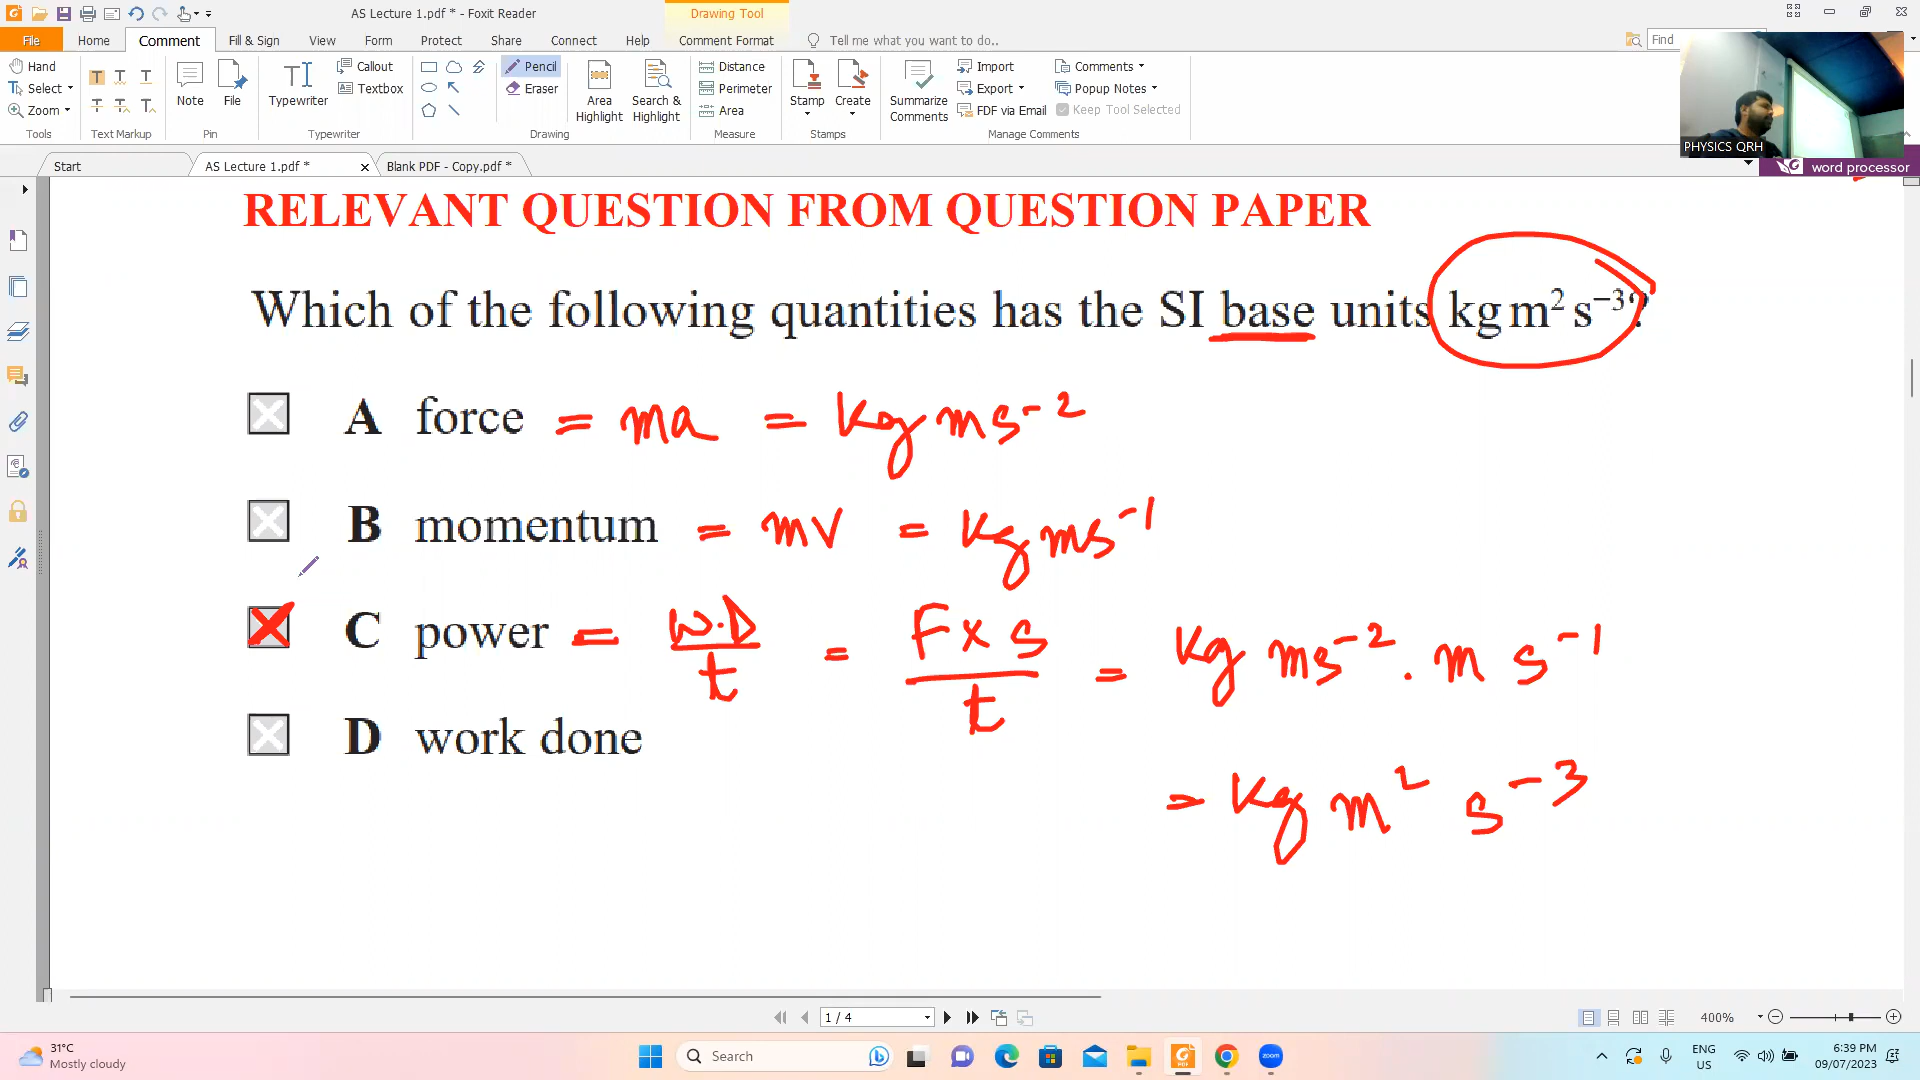 AS Lecture 1.pdf * - Foxit Reader
Drawing Tool
File Home Comment Fill & Sign View Form Protect Share Connect Help Comment Format Tell me what you want to do.. Find
Hand
Select
Zoom
Tools
Text Markup
Note
File
Pin
Typewriter
Callout
Textbox
Typewriter
Pencil
Eraser
Drawing
Area Highlight
Search & Highlight
Distance
Perimeter
Area
Measure
Stamp
Create
Stamps
Summarize Comments
Import
Export
FDF via Email
Comments
Popup Notes
Keep Tool Selected
Manage Comments
PHYSICS QRH
word processor
Start
AS Lecture 1.pdf *
Blank PDF - Copy.pdf *
RELEVANT QUESTION FROM QUESTION PAPER
Which of the following quantities has the SI base units kg m² s⁻³?
A force = ma = kg ms⁻²
B momentum = mv = kg ms⁻¹
C power = W.D/t = F x s/t = kg ms⁻² . m s⁻¹
D work done
= kg m² s⁻³
1 / 4
400%
31°C
Mostly cloudy
Search
zoom
ENG
US
6:39 PM
09/07/2023